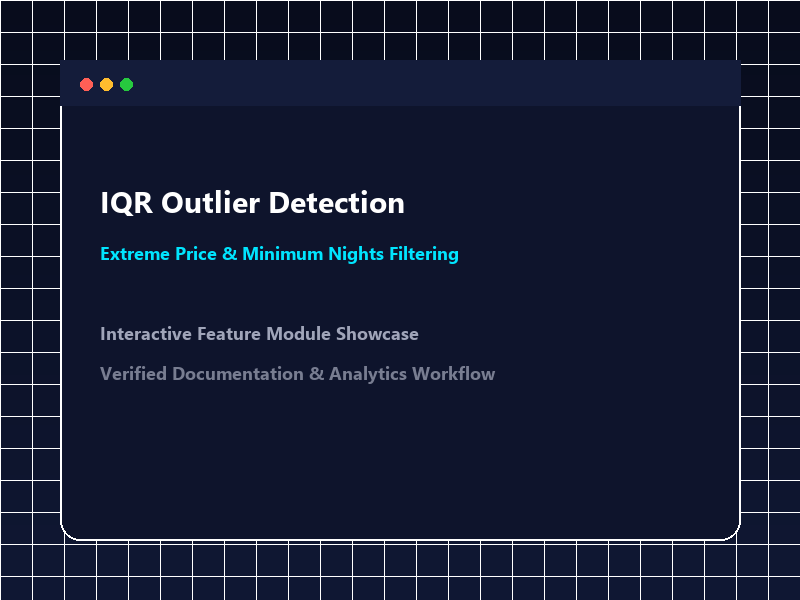 IQR Outlier Detection
Extreme Price & Minimum Nights Filtering
Interactive Feature Module Showcase
Verified Documentation & Analytics Workflow